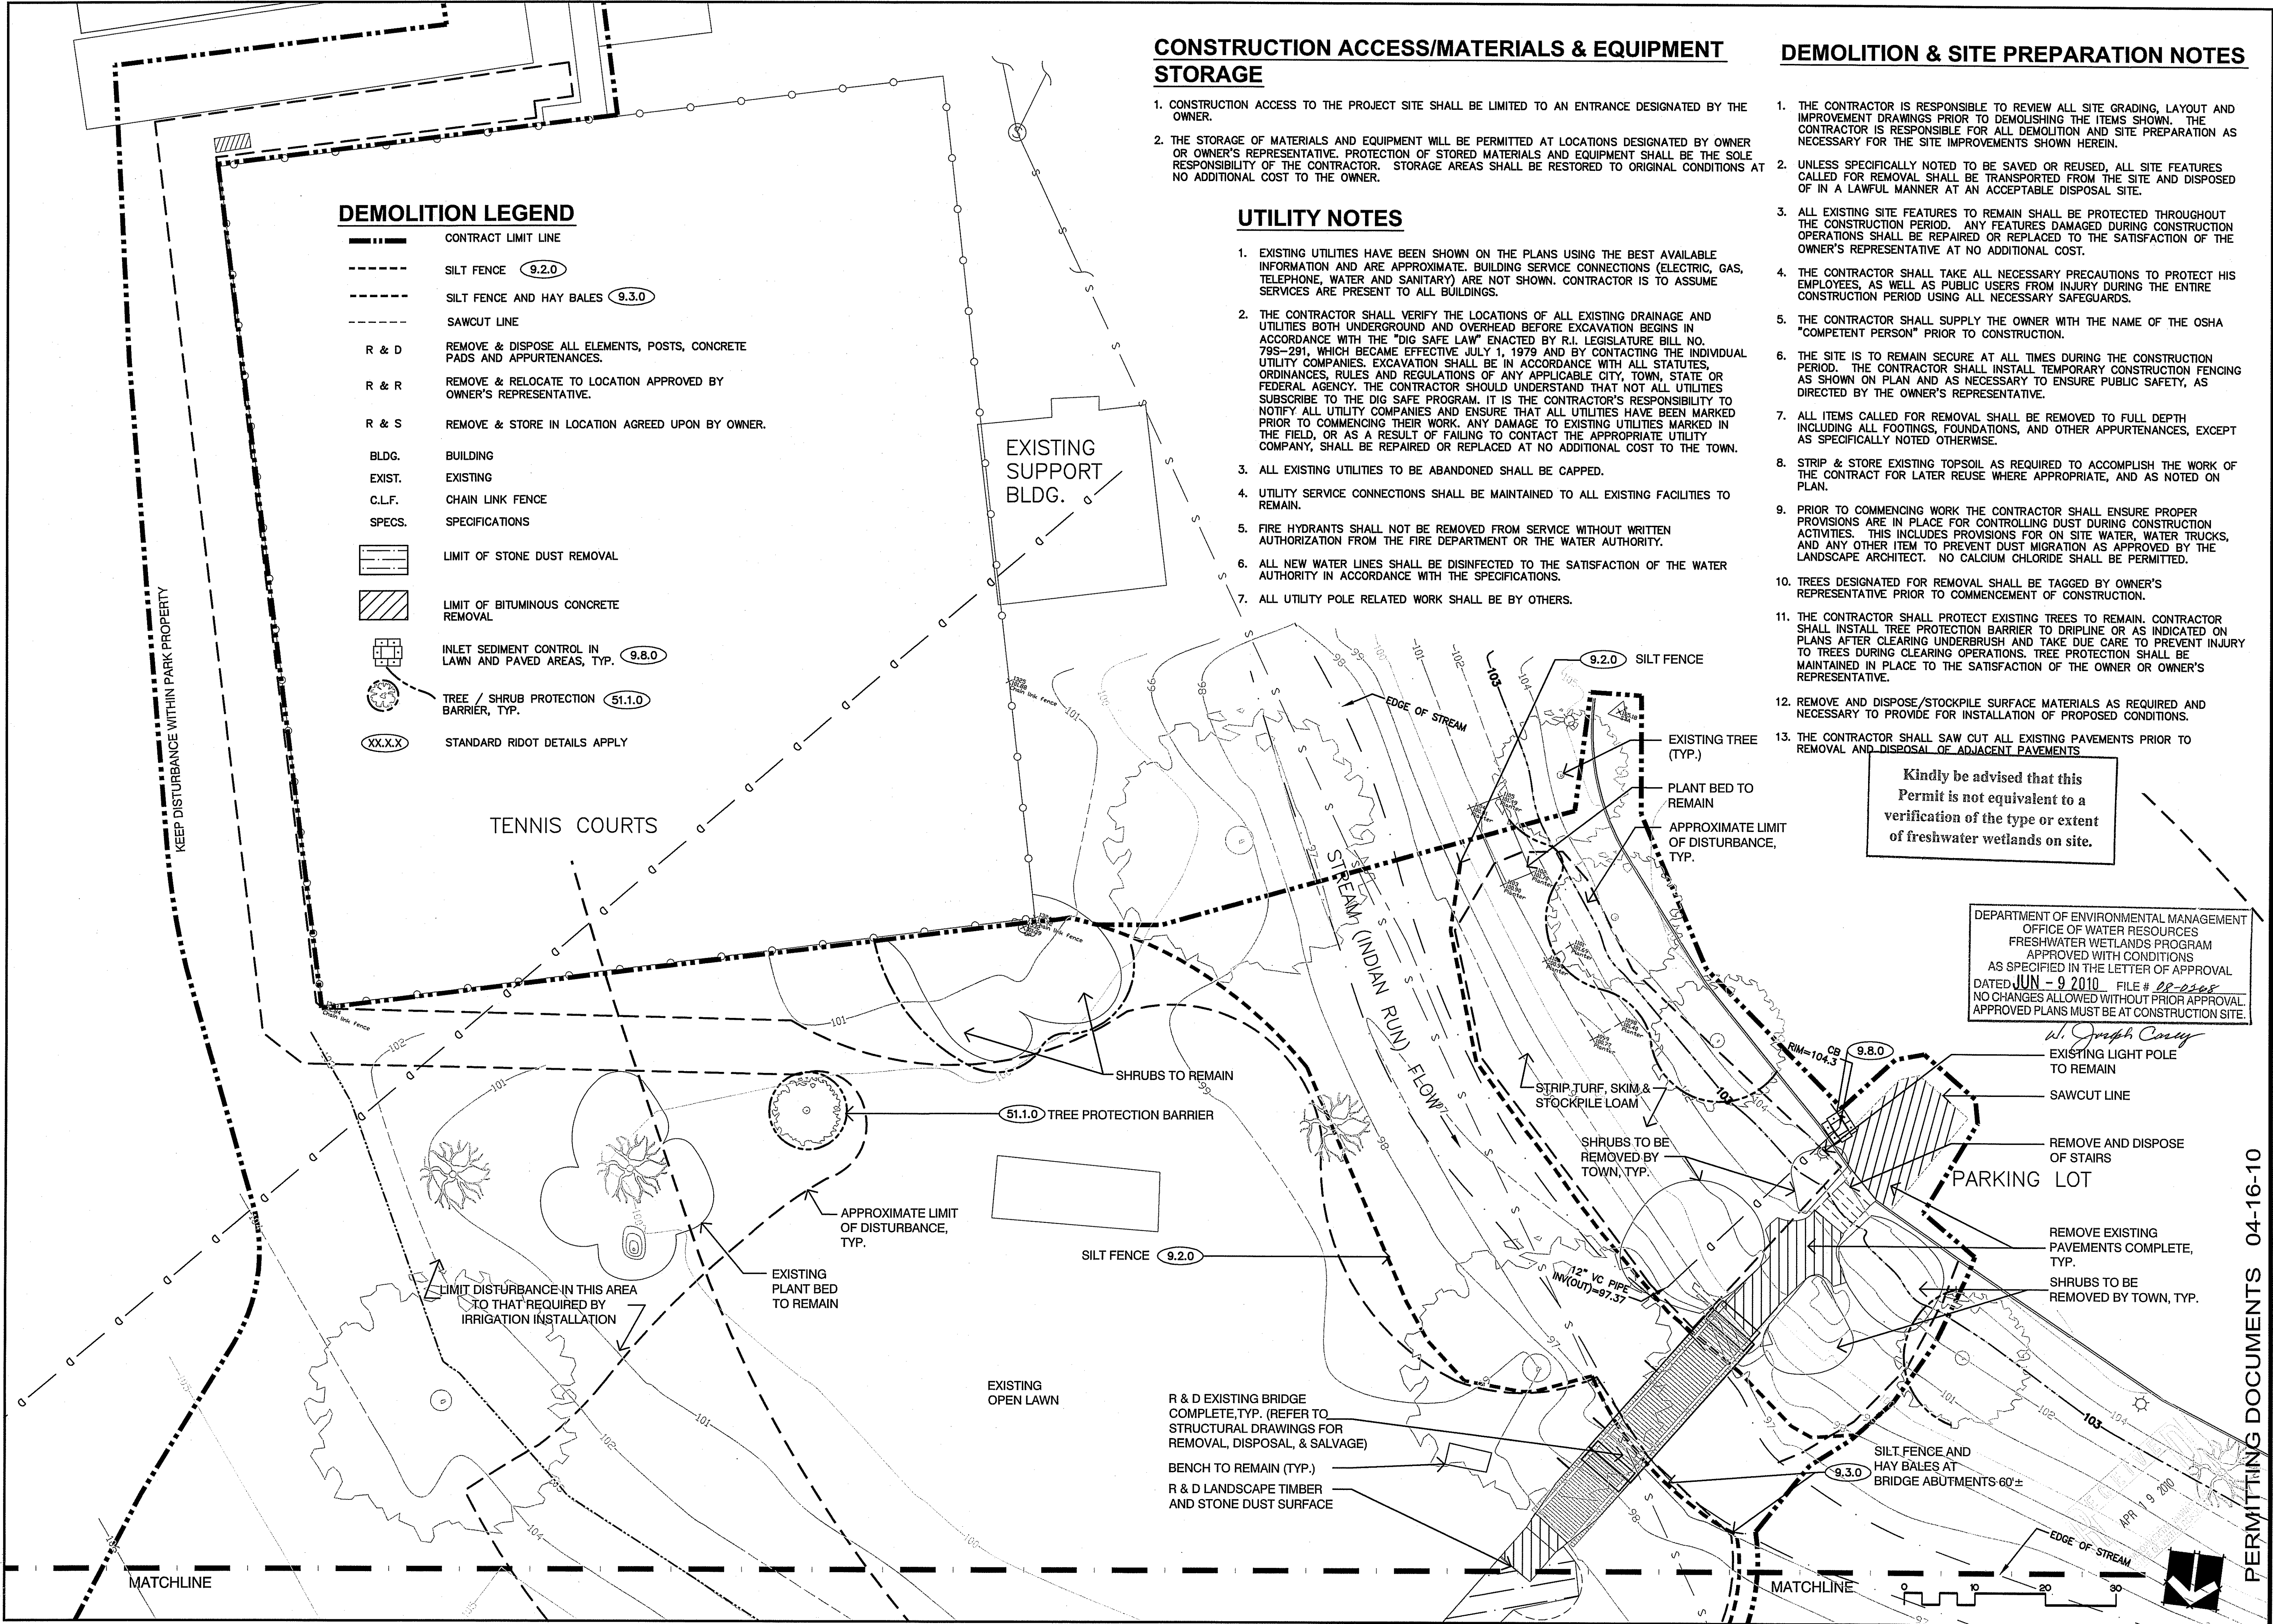 CONSTRUCTION ACCESS/MATERIALS & EQUIPMENT
STORAGE
1. CONSTRUCTION ACCESS TO THE PROJECT SITE SHALL BE LIMITED TO AN ENTRANCE DESIGNATED BY THE
OWNER.
2. THE STORAGE OF MATERIALS AND EQUIPMENT WILL BE PERMITTED AT LOCATIONS DESIGNATED BY OWNER
OR OWNER'S REPRESENTATIVE. PROTECTION OF STORED MATERIALS AND EQUIPMENT SHALL BE THE SOLE
RESPONSIBILITY OF THE CONTRACTOR. STORAGE AREAS SHALL BE RESTORED TO ORIGINAL CONDITIONS AT
NO ADDITIONAL COST TO THE OWNER.
UTILITY NOTES
1. EXISTING UTILITIES HAVE BEEN SHOWN ON THE PLANS USING THE BEST AVAILABLE
INFORMATION AND ARE APPROXIMATE. BUILDING SERVICE CONNECTIONS (ELECTRIC, GAS,
TELEPHONE, WATER AND SANITARY) ARE NOT SHOWN. CONTRACTOR IS TO ASSUME
SERVICES ARE PRESENT TO ALL BUILDINGS.
2. THE CONTRACTOR SHALL VERIFY THE LOCATIONS OF ALL EXISTING DRAINAGE AND
UTILITIES BOTH UNDERGROUND AND OVERHEAD BEFORE EXCAVATION BEGINS IN
ACCORDANCE WITH THE "DIG SAFE LAW" ENACTED BY R.I. LEGISLATURE BILL NO.
79S-291, WHICH BECAME EFFECTIVE JULY 1, 1979 AND BY CONTACTING THE INDIVIDUAL
UTILITY COMPANIES. EXCAVATION SHALL BE IN ACCORDANCE WITH ALL STATUTES,
ORDINANCES, RULES AND REGULATIONS OF ANY APPLICABLE CITY, TOWN, STATE OR
FEDERAL AGENCY. THE CONTRACTOR SHOULD UNDERSTAND THAT NOT ALL UTILITIES
SUBSCRIBE TO THE DIG SAFE PROGRAM. IT IS THE CONTRACTOR'S RESPONSIBILITY TO
NOTIFY ALL UTILITY COMPANIES AND ENSURE THAT ALL UTILITIES HAVE BEEN MARKED
PRIOR TO COMMENCING THEIR WORK. ANY DAMAGE TO EXISTING UTILITIES MARKED IN
THE FIELD, OR AS A RESULT OF FAILING TO CONTACT THE APPROPRIATE UTILITY
COMPANY, SHALL BE REPAIRED OR REPLACED AT NO ADDITIONAL COST TO THE TOWN.
3. ALL EXISTING UTILITIES TO BE ABANDONED SHALL BE CAPPED.
4. UTILITY SERVICE CONNECTIONS SHALL BE MAINTAINED TO ALL EXISTING FACILITIES TO
REMAIN.
5. FIRE HYDRANTS SHALL NOT BE REMOVED FROM SERVICE WITHOUT WRITTEN
AUTHORIZATION FROM THE FIRE DEPARTMENT OR THE WATER AUTHORITY.
6. ALL NEW WATER LINES SHALL BE DISINFECTED TO THE SATISFACTION OF THE WATER
AUTHORITY IN ACCORDANCE WITH THE SPECIFICATIONS.
7. ALL UTILITY POLE RELATED WORK SHALL BE BY OTHERS.
DEMOLITION & SITE PREPARATION NOTES
1. THE CONTRACTOR IS RESPONSIBLE TO REVIEW ALL SITE GRADING, LAYOUT AND
IMPROVEMENT DRAWINGS PRIOR TO DEMOLISHING THE ITEMS SHOWN. THE
CONTRACTOR IS RESPONSIBLE FOR ALL DEMOLITION AND SITE PREPARATION AS
NECESSARY FOR THE SITE IMPROVEMENTS SHOWN HEREIN.
2. UNLESS SPECIFICALLY NOTED TO BE SAVED OR REUSED, ALL SITE FEATURES
CALLED FOR REMOVAL SHALL BE TRANSPORTED FROM THE SITE AND DISPOSED
OF IN A LAWFUL MANNER AT AN ACCEPTABLE DISPOSAL SITE.
3. ALL EXISTING SITE FEATURES TO REMAIN SHALL BE PROTECTED THROUGHOUT
THE CONSTRUCTION PERIOD. ANY FEATURES DAMAGED DURING CONSTRUCTION
OPERATIONS SHALL BE REPAIRED OR REPLACED TO THE SATISFACTION OF THE
OWNER'S REPRESENTATIVE AT NO ADDITIONAL COST.
4. THE CONTRACTOR SHALL TAKE ALL NECESSARY PRECAUTIONS TO PROTECT HIS
EMPLOYEES, AS WELL AS PUBLIC USERS FROM INJURY DURING THE ENTIRE
CONSTRUCTION PERIOD USING ALL NECESSARY SAFEGUARDS.
5. THE CONTRACTOR SHALL SUPPLY THE OWNER WITH THE NAME OF THE OSHA
"COMPETENT PERSON" PRIOR TO CONSTRUCTION.
6. THE SITE IS TO REMAIN SECURE AT ALL TIMES DURING THE CONSTRUCTION
PERIOD. THE CONTRACTOR SHALL INSTALL TEMPORARY CONSTRUCTION FENCING
AS SHOWN ON PLAN AND AS NECESSARY TO ENSURE PUBLIC SAFETY, AS
DIRECTED BY THE OWNER'S REPRESENTATIVE.
7. ALL ITEMS CALLED FOR REMOVAL SHALL BE REMOVED TO FULL DEPTH
INCLUDING ALL FOOTINGS, FOUNDATIONS, AND OTHER APPURTENANCES, EXCEPT
AS SPECIFICALLY NOTED OTHERWISE.
8. STRIP & STORE EXISTING TOPSOIL AS REQUIRED TO ACCOMPLISH THE WORK OF
THE CONTRACT FOR LATER REUSE WHERE APPROPRIATE, AND AS NOTED ON
PLAN.
9. PRIOR TO COMMENCING WORK THE CONTRACTOR SHALL ENSURE PROPER
PROVISIONS ARE IN PLACE FOR CONTROLLING DUST DURING CONSTRUCTION
ACTIVITIES. THIS INCLUDES PROVISIONS FOR ON SITE WATER, WATER TRUCKS,
AND ANY OTHER ITEM TO PREVENT DUST MIGRATION AS APPROVED BY THE
LANDSCAPE ARCHITECT. NO CALCIUM CHLORIDE SHALL BE PERMITTED.
10. TREES DESIGNATED FOR REMOVAL SHALL BE TAGGED BY OWNER'S
REPRESENTATIVE PRIOR TO COMMENCEMENT OF CONSTRUCTION.
11. THE CONTRACTOR SHALL PROTECT EXISTING TREES TO REMAIN. CONTRACTOR
SHALL INSTALL TREE PROTECTION BARRIER TO DRIPLINE OR AS INDICATED ON
PLANS AFTER CLEARING UNDERBRUSH AND TAKE DUE CARE TO PREVENT INJURY
TO TREES DURING CLEARING OPERATIONS. TREE PROTECTION SHALL BE
MAINTAINED IN PLACE TO THE SATISFACTION OF THE OWNER OR OWNER'S
REPRESENTATIVE.
12. REMOVE AND DISPOSE/STOCKPILE SURFACE MATERIALS AS REQUIRED AND
NECESSARY TO PROVIDE FOR INSTALLATION OF PROPOSED CONDITIONS.
13. THE CONTRACTOR SHALL SAW CUT ALL EXISTING PAVEMENTS PRIOR TO
REMOVAL AND DISPOSAL OF ADJACENT PAVEMENTS
Kindly be advised that this
Permit is not equivalent to a
verification of the type or extent
of freshwater wetlands on site.
DEPARTMENT OF ENVIRONMENTAL MANAGEMENT
OFFICE OF WATER RESOURCES
FRESHWATER WETLANDS PROGRAM
APPROVED WITH CONDITIONS
AS SPECIFIED IN THE LETTER OF APPROVAL
DATED JUN - 9 2010 FILE # 08-0268
NO CHANGES ALLOWED WITHOUT PRIOR APPROVAL.
APPROVED PLANS MUST BE AT CONSTRUCTION SITE.
W. Joseph Casey
DEMOLITION LEGEND
CONTRACT LIMIT LINE
SILT FENCE 9.2.0
SILT FENCE AND HAY BALES 9.3.0
SAWCUT LINE
R & D REMOVE & DISPOSE ALL ELEMENTS, POSTS, CONCRETE
PADS AND APPURTENANCES.
R & R REMOVE & RELOCATE TO LOCATION APPROVED BY
OWNER'S REPRESENTATIVE.
R & S REMOVE & STORE IN LOCATION AGREED UPON BY OWNER.
BLDG. BUILDING
EXIST. EXISTING
C.L.F. CHAIN LINK FENCE
SPECS. SPECIFICATIONS
LIMIT OF STONE DUST REMOVAL
LIMIT OF BITUMINOUS CONCRETE
REMOVAL
INLET SEDIMENT CONTROL IN
LAWN AND PAVED AREAS, TYP. 9.8.0
TREE / SHRUB PROTECTION 51.1.0
BARRIER, TYP.
XX.X.X STANDARD RIDOT DETAILS APPLY
KEEP DISTURBANCE WITHIN PARK PROPERTY
TENNIS COURTS
EXISTING
SUPPORT
BLDG.
EDGE OF STREAM
9.2.0 SILT FENCE
EXISTING TREE
(TYP.)
PLANT BED TO
REMAIN
APPROXIMATE LIMIT
OF DISTURBANCE,
TYP.
STREAM (INDIAN RUN) FLOW
SHRUBS TO REMAIN
51.1.0 TREE PROTECTION BARRIER
STRIP TURF, SKIM &
STOCKPILE LOAM
SHRUBS TO BE
REMOVED BY
TOWN, TYP.
CB
RIM=104.3
9.8.0
EXISTING LIGHT POLE
TO REMAIN
SAWCUT LINE
REMOVE AND DISPOSE
OF STAIRS
PARKING LOT
REMOVE EXISTING
PAVEMENTS COMPLETE,
TYP.
SHRUBS TO BE
REMOVED BY TOWN, TYP.
APPROXIMATE LIMIT
OF DISTURBANCE,
TYP.
SILT FENCE 9.2.0
12" VC PIPE
INV(OUT)=97.37
EXISTING
PLANT BED
TO REMAIN
LIMIT DISTURBANCE IN THIS AREA
TO THAT REQUIRED BY
IRRIGATION INSTALLATION
EXISTING
OPEN LAWN
R & D EXISTING BRIDGE
COMPLETE,TYP. (REFER TO
STRUCTURAL DRAWINGS FOR
REMOVAL, DISPOSAL, & SALVAGE)
BENCH TO REMAIN (TYP.)
R & D LANDSCAPE TIMBER
AND STONE DUST SURFACE
9.3.0
SILT FENCE AND
HAY BALES AT
BRIDGE ABUTMENTS 60'±
APR 19 2010
EDGE OF STREAM
MATCHLINE
MATCHLINE
0 10 20 30
PERMITTING DOCUMENTS 04-16-10